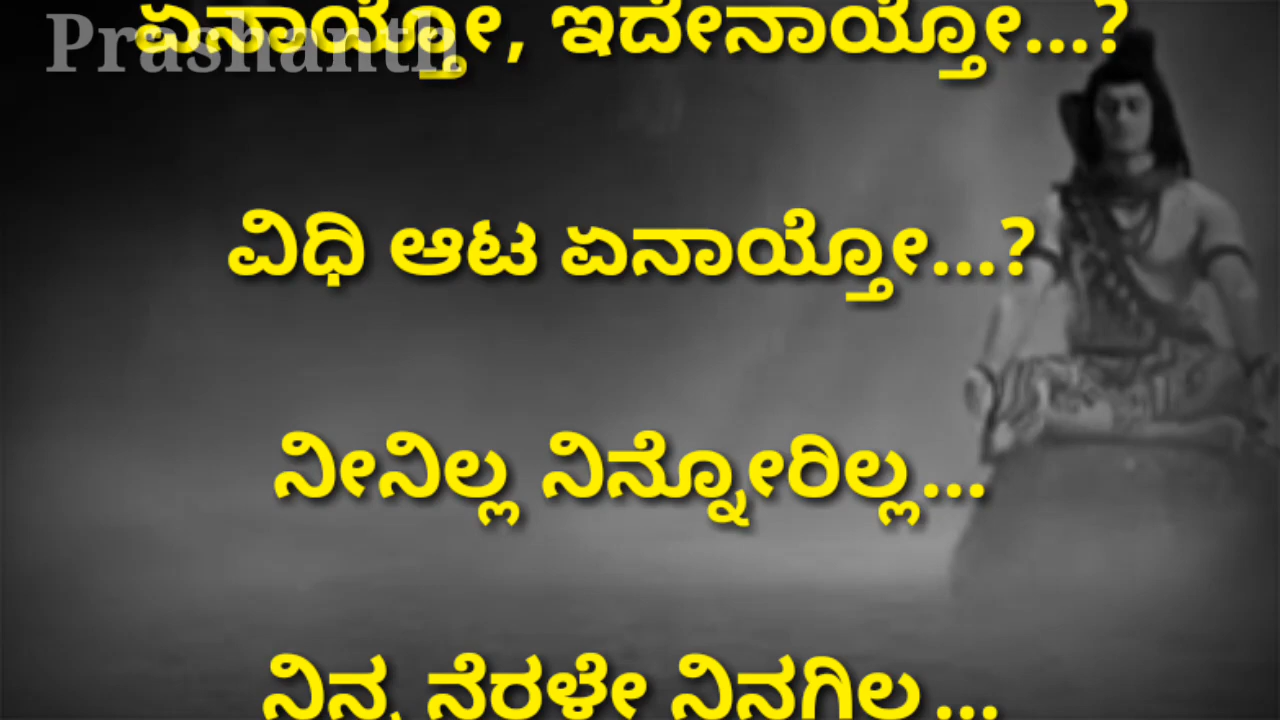 Prashanth
ಏನಾಯ್ತೋ, ಇದೇನಾಯ್ತೋ...?
ವಿಧಿ ಆಟ ಏನಾಯ್ತೋ...?
ನೀನಿಲ್ಲ ನಿನ್ನೋರಿಲ್ಲ...
ನಿನ್ನ ನೆರಳೇ ನಿನಗಿಲ್ಲ...